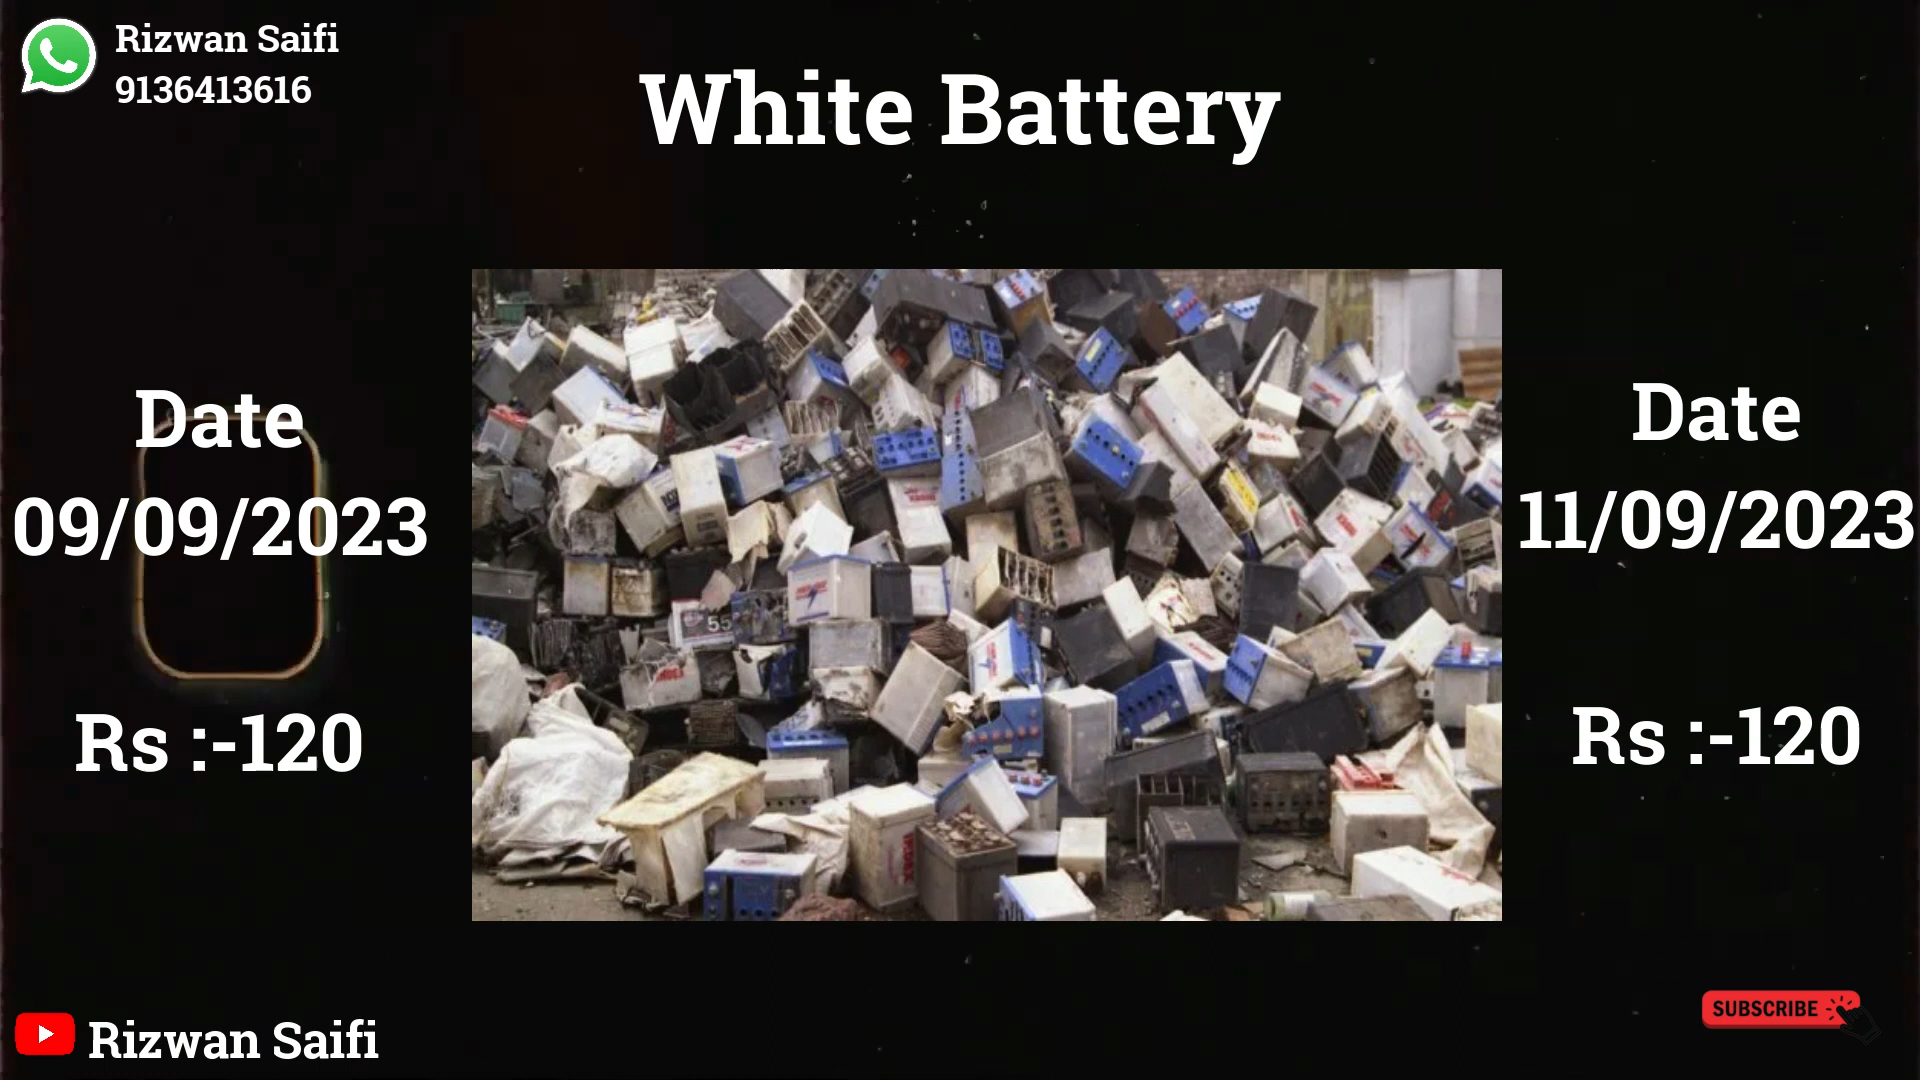 Rizwan Saifi
9136413616
White Battery
Date
09/09/2023
Rs :-120
Date
11/09/2023
Rs :-120
55
Rizwan Saifi
SUBSCRIBE